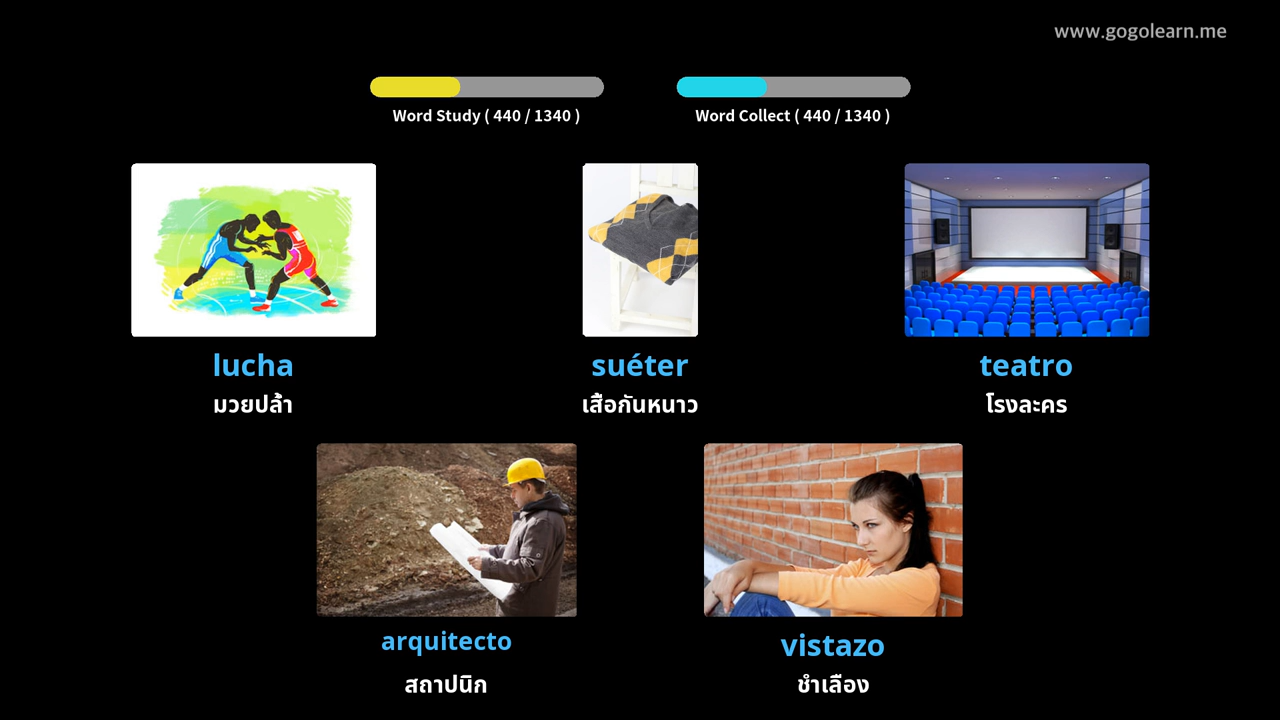 www.gogolearn.me
Word Study ( 440 / 1340 )
Word Collect ( 440 / 1340 )
lucha
มวยปล้ำ
suéter
เสื้อกันหนาว
teatro
โรงละคร
arquitecto
สถาปนิก
vistazo
ชำเลือง